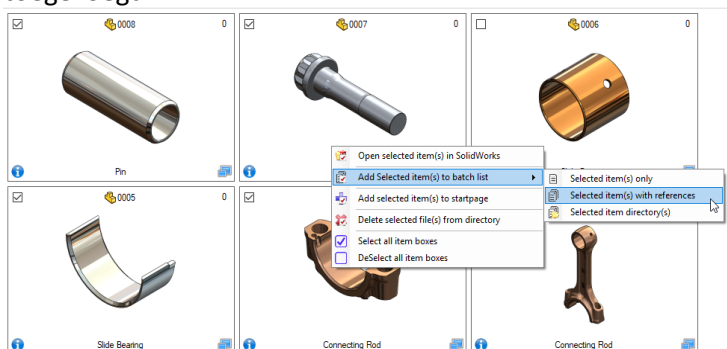 0008 0
0007 0
0006 0
Pin
Open selected item(s) in SolidWorks
Add Selected item(s) to batch list
Selected item(s) only
Selected item(s) with references
Selected item directory(s)
Add selected item(s) to startpage
Delete selected file(s) from directory
Select all item boxes
DeSelect all item boxes
0005 0
Slide Bearing
Connecting Rod
Connecting Rod